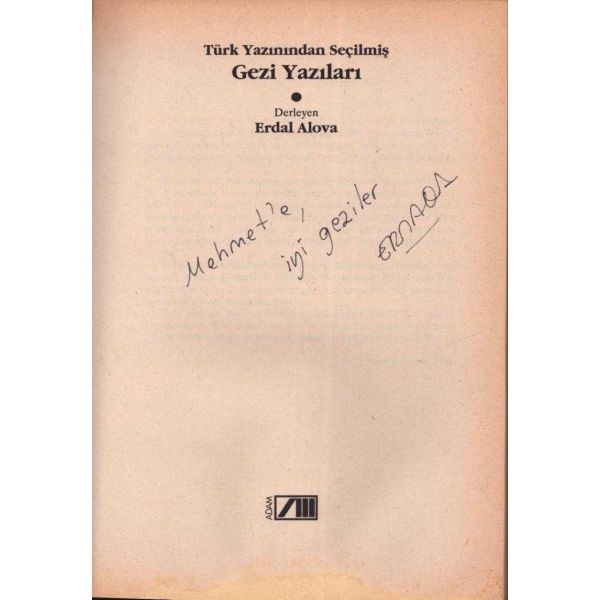 Türk Yazınından Seçilmiş
Gezi Yazıları
Derleyen
Erdal Alova
Mehmet'e,
iyi geziler
ADAM